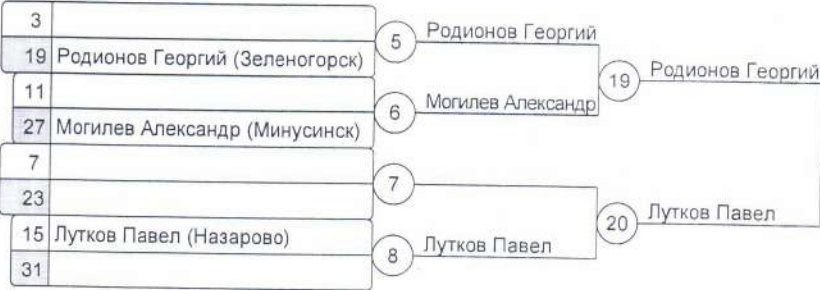 3
19 Родионов Георгий (Зеленогорск)
5
Родионов Георгий
11
27 Могилев Александр (Минусинск)
6
Могилев Александр
19
Родионов Георгий
7
23
7
15 Лутков Павел (Назарово)
31
8
Лутков Павел
20
Лутков Павел